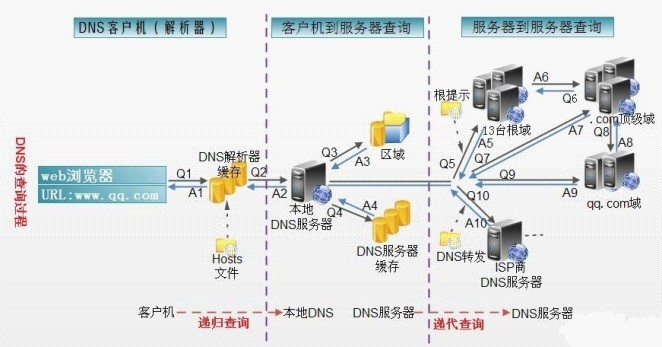 DNS客户机（解析器）
客户机到服务器查询
服务器到服务器查询
DNS的查询过程
web浏览器
URL:www.qq.com
Q1
A1
DNS解析器
缓存
Hosts
文件
Q2
A2
本地
DNS服务器
Q3
A3
区域
Q4
A4
DNS服务器
缓存
根提示
13台根域
Q5
A5
A6
Q6
.com顶级域
Q7
A7
Q8
A8
Q9
A9
qq.com域
Q10
A10
DNS转发
ISP商
DNS服务器
客户机
递归查询
本地DNS
DNS服务器
递代查询
DNS服务器